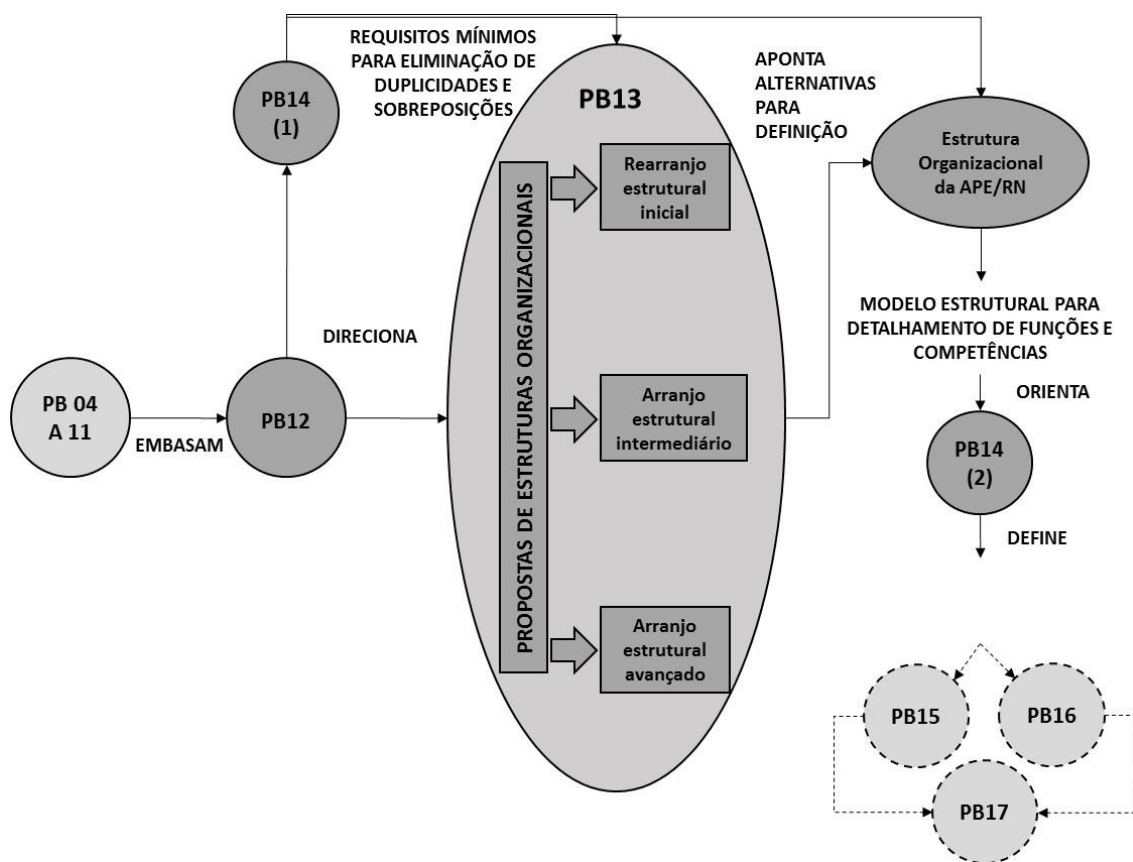 REQUISITOS MÍNIMOS
PARA ELIMINAÇÃO DE
DUPLICIDADES E
SOBREPOSIÇÕES
PB14
(1)
PB13
APONTA
ALTERNATIVAS
PARA
DEFINIÇÃO
Estrutura
Organizacional
da APE/RN
PROPOSTAS DE ESTRUTURAS ORGANIZACIONAIS
Rearranjo
estrutural
inicial
Arranjo
estrutural
intermediário
Arranjo
estrutural
avançado
DIRECIONA
PB 04
A 11
EMBASAM
PB12
MODELO ESTRUTURAL PARA
DETALHAMENTO DE FUNÇÕES E
COMPETÊNCIAS
ORIENTA
PB14
(2)
DEFINE
PB15
PB16
PB17